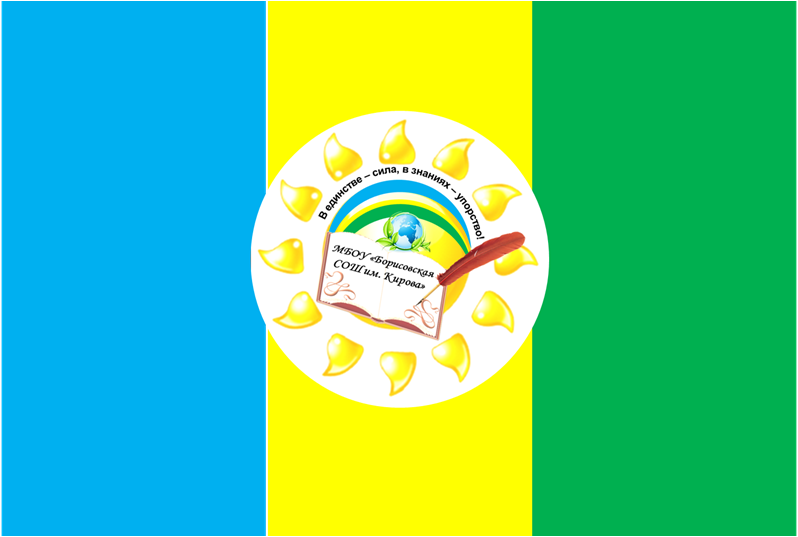 В единстве – сила, в знаниях – упорство!
МБОУ «Борисовская
СОШ им. Кирова»